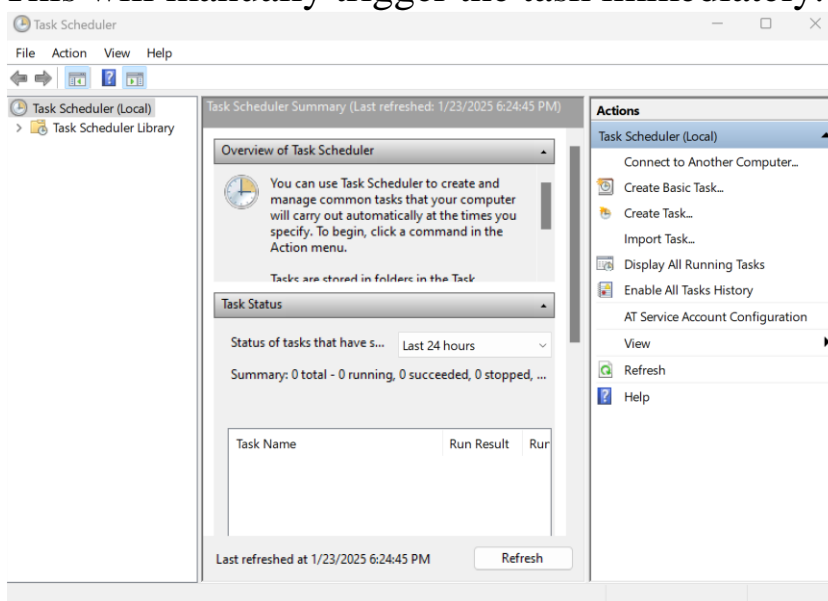 This will manually trigger the task immediately.
Task Scheduler
File Action View Help
Task Scheduler (Local)
Task Scheduler Library
Task Scheduler Summary (Last refreshed: 1/23/2025 6:24:45 PM)
Overview of Task Scheduler
You can use Task Scheduler to create and
manage common tasks that your computer
will carry out automatically at the times you
specify. To begin, click a command in the
Action menu.
Tasks are stored in folders in the Task
Task Status
Status of tasks that have s... Last 24 hours
Summary: 0 total - 0 running, 0 succeeded, 0 stopped, ...
Task Name Run Result Run
Last refreshed at 1/23/2025 6:24:45 PM Refresh
Actions
Task Scheduler (Local)
Connect to Another Computer...
Create Basic Task...
Create Task...
Import Task...
Display All Running Tasks
Enable All Tasks History
AT Service Account Configuration
View
Refresh
Help